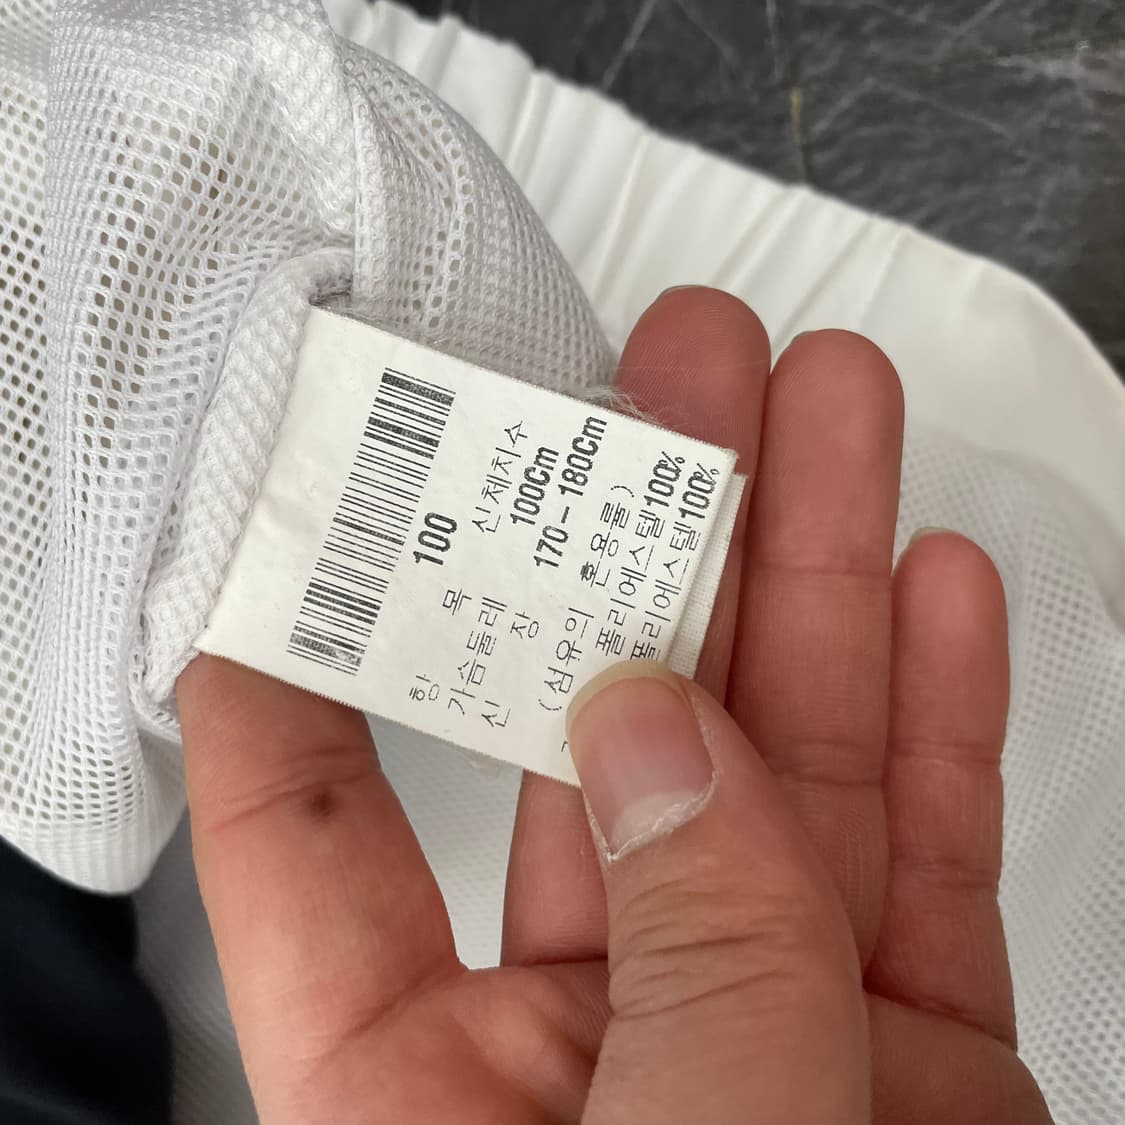 100
항 목 신체치수
가슴둘레 100Cm
신 장 170-180Cm
(섬유의 혼용률)
폴리에스텔100%
폴리에스텔100%